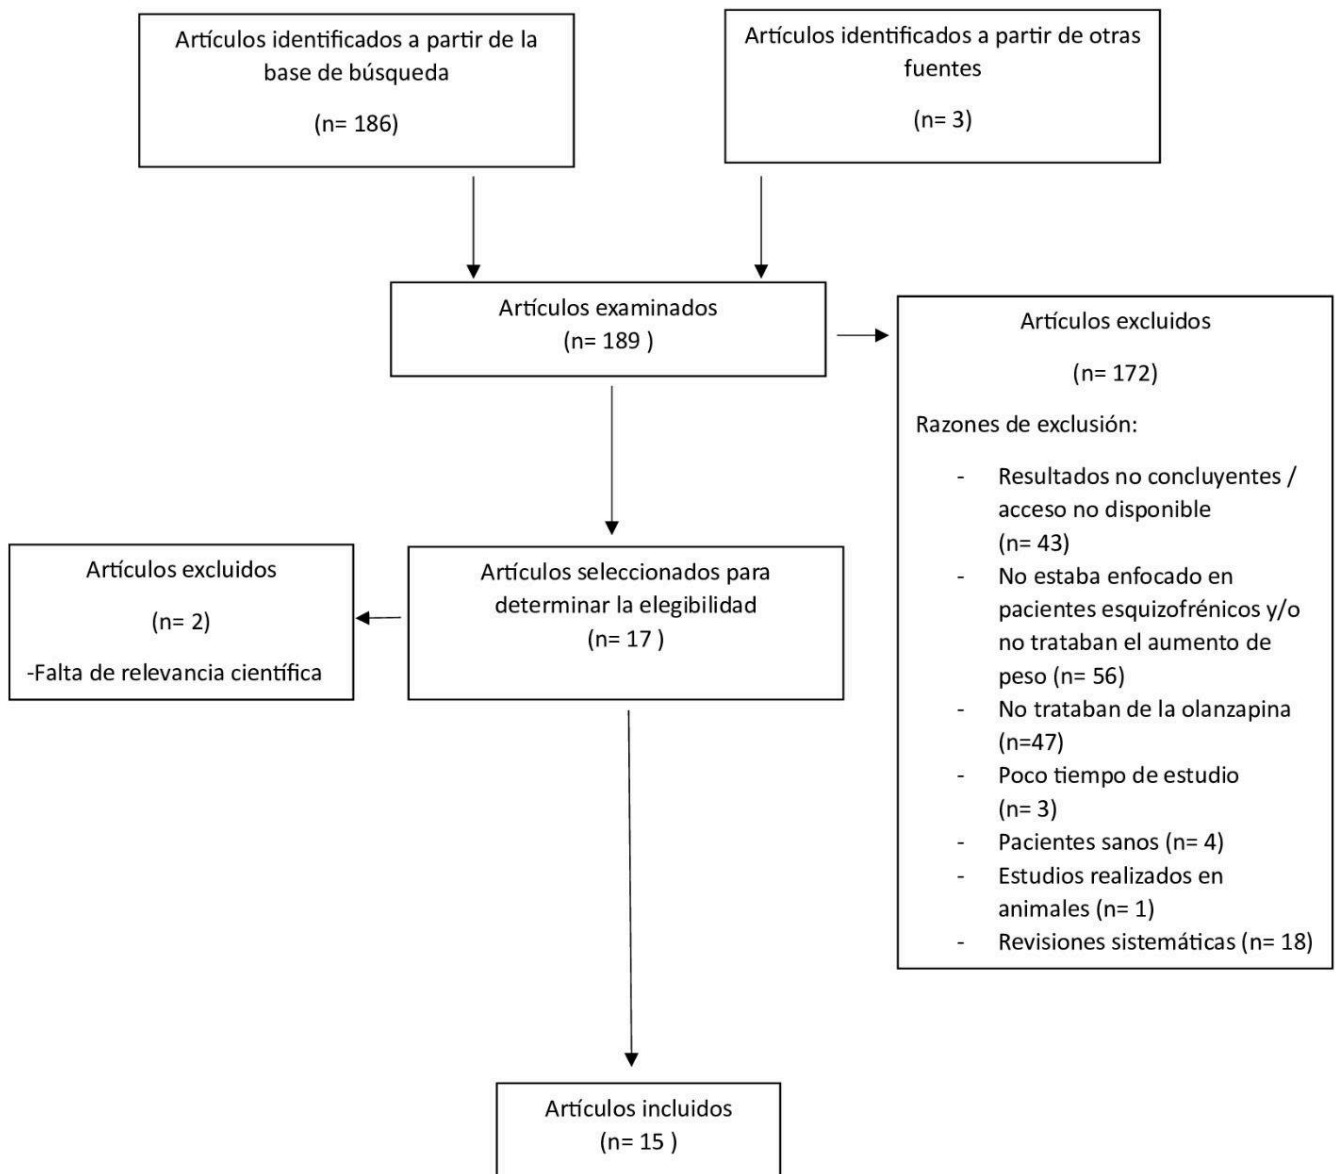 Artículos identificados a partir de la
base de búsqueda
(n= 186)
Artículos identificados a partir de otras
fuentes
(n= 3)
Artículos examinados
(n= 189 )
Artículos excluidos
(n= 172)
Razones de exclusión:
- Resultados no concluyentes /
acceso no disponible
(n= 43)
- No estaba enfocado en
pacientes esquizofrénicos y/o
no trataban el aumento de
peso (n= 56)
- No trataban de la olanzapina
(n=47)
- Poco tiempo de estudio
(n= 3)
- Pacientes sanos (n= 4)
- Estudios realizados en
animales (n= 1)
- Revisiones sistemáticas (n= 18)
Artículos seleccionados para
determinar la elegibilidad
(n= 17 )
Artículos excluidos
(n= 2)
-Falta de relevancia científica
Artículos incluidos
(n= 15 )